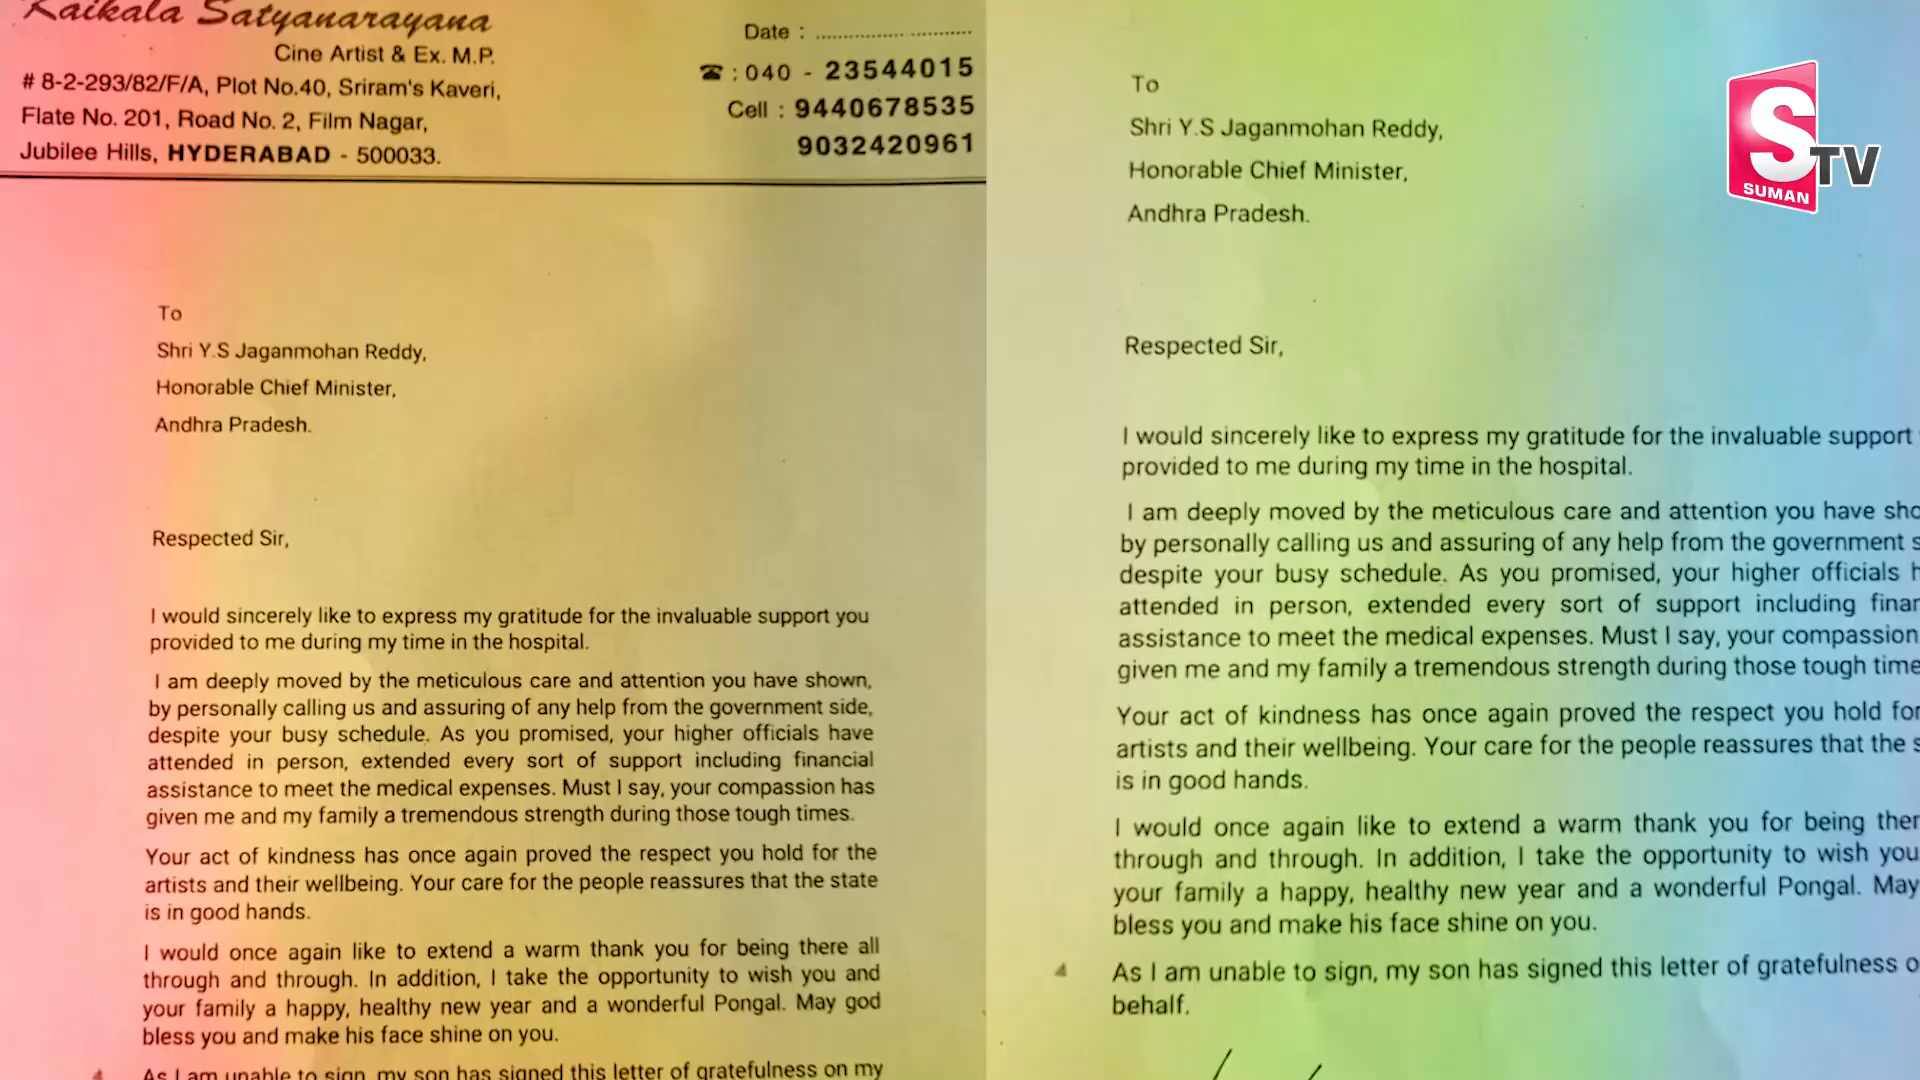 Kaikala Satyanarayana
Cine Artist & Ex. M.P.
# 8-2-293/82/F/A, Plot No.40, Sriram's Kaveri,
Flate No. 201, Road No. 2, Film Nagar,
Jubilee Hills, HYDERABAD - 500033.
Date : ................................
☎ : 040 - 23544015
Cell : 9440678535
9032420961
To
Shri Y.S Jaganmohan Reddy,
Honorable Chief Minister,
Andhra Pradesh.
Respected Sir,
I would sincerely like to express my gratitude for the invaluable support you
provided to me during my time in the hospital.
I am deeply moved by the meticulous care and attention you have shown,
by personally calling us and assuring of any help from the government side,
despite your busy schedule. As you promised, your higher officials have
attended in person, extended every sort of support including financial
assistance to meet the medical expenses. Must I say, your compassion has
given me and my family a tremendous strength during those tough times.
Your act of kindness has once again proved the respect you hold for the
artists and their wellbeing. Your care for the people reassures that the state
is in good hands.
I would once again like to extend a warm thank you for being there all
through and through. In addition, I take the opportunity to wish you and
your family a happy, healthy new year and a wonderful Pongal. May god
bless you and make his face shine on you.
As I am unable to sign, my son has signed this letter of gratefulness on my
To
Shri Y.S Jaganmohan Reddy,
Honorable Chief Minister,
Andhra Pradesh.
Respected Sir,
I would sincerely like to express my gratitude for the invaluable support
provided to me during my time in the hospital.
I am deeply moved by the meticulous care and attention you have sho
by personally calling us and assuring of any help from the government s
despite your busy schedule. As you promised, your higher officials h
attended in person, extended every sort of support including finan
assistance to meet the medical expenses. Must I say, your compassion
given me and my family a tremendous strength during those tough time
Your act of kindness has once again proved the respect you hold for
artists and their wellbeing. Your care for the people reassures that the s
is in good hands.
I would once again like to extend a warm thank you for being ther
through and through. In addition, I take the opportunity to wish you
your family a happy, healthy new year and a wonderful Pongal. May
bless you and make his face shine on you.
As I am unable to sign, my son has signed this letter of gratefulness o
behalf.
S TV
SUMAN